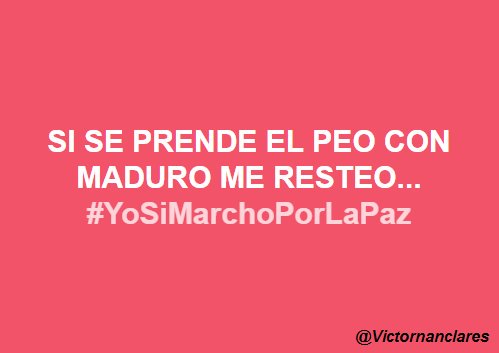 SI SE PRENDE EL PEO CON
MADURO ME RESTEO...
#YoSiMarchoPorLaPaz
@Victornanclares